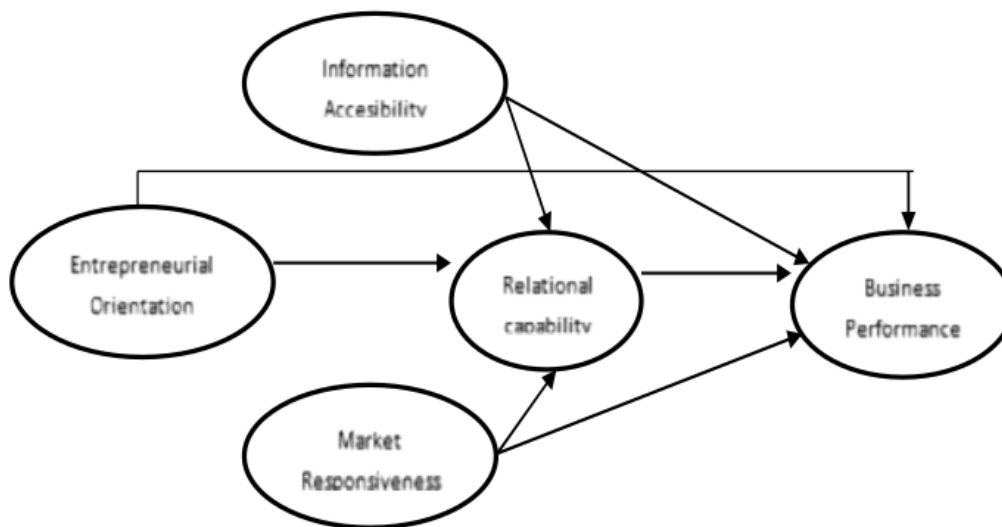 Information
Accesibility
Entrepreneurial
Orientation
Relational
capability
Business
Performance
Market
Responsiveness